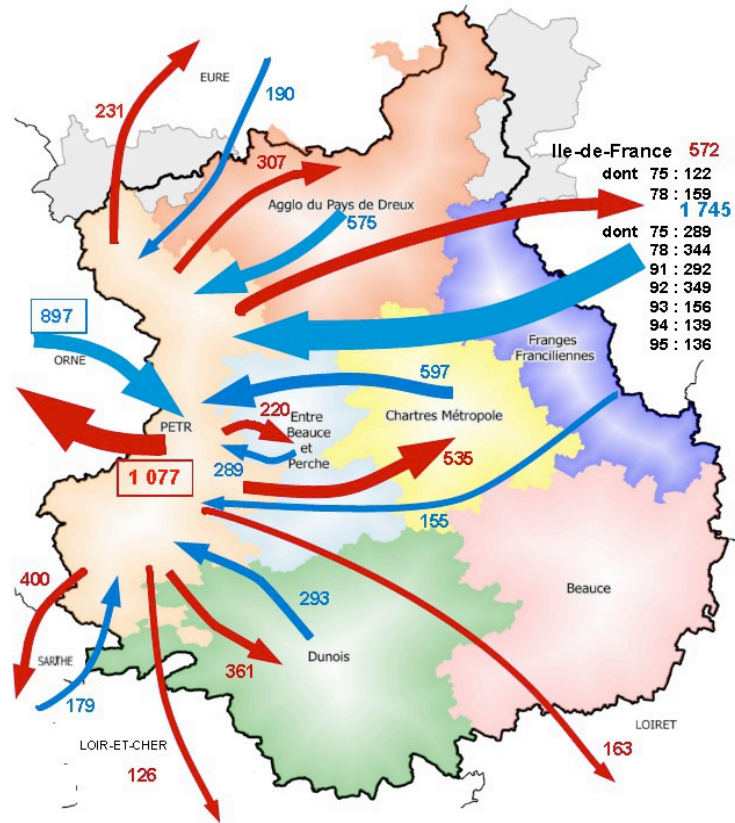 EURE
190
231
307
Ile-de-France 572
dont 75 : 122
78 : 159
1 745
dont 75 : 289
78 : 344
91 : 292
92 : 349
93 : 156
94 : 139
95 : 136
Agglo du Pays de Dreux
575
897
ORNE
Franges
Franciliennes
597
220
Entre
Beauce
et
Perche
Chartres Métropole
PETR
289
535
1 077
155
400
293
Beauce
SARTHE
361
Dunois
179
LOIRET
LOIR-ET-CHER
163
126